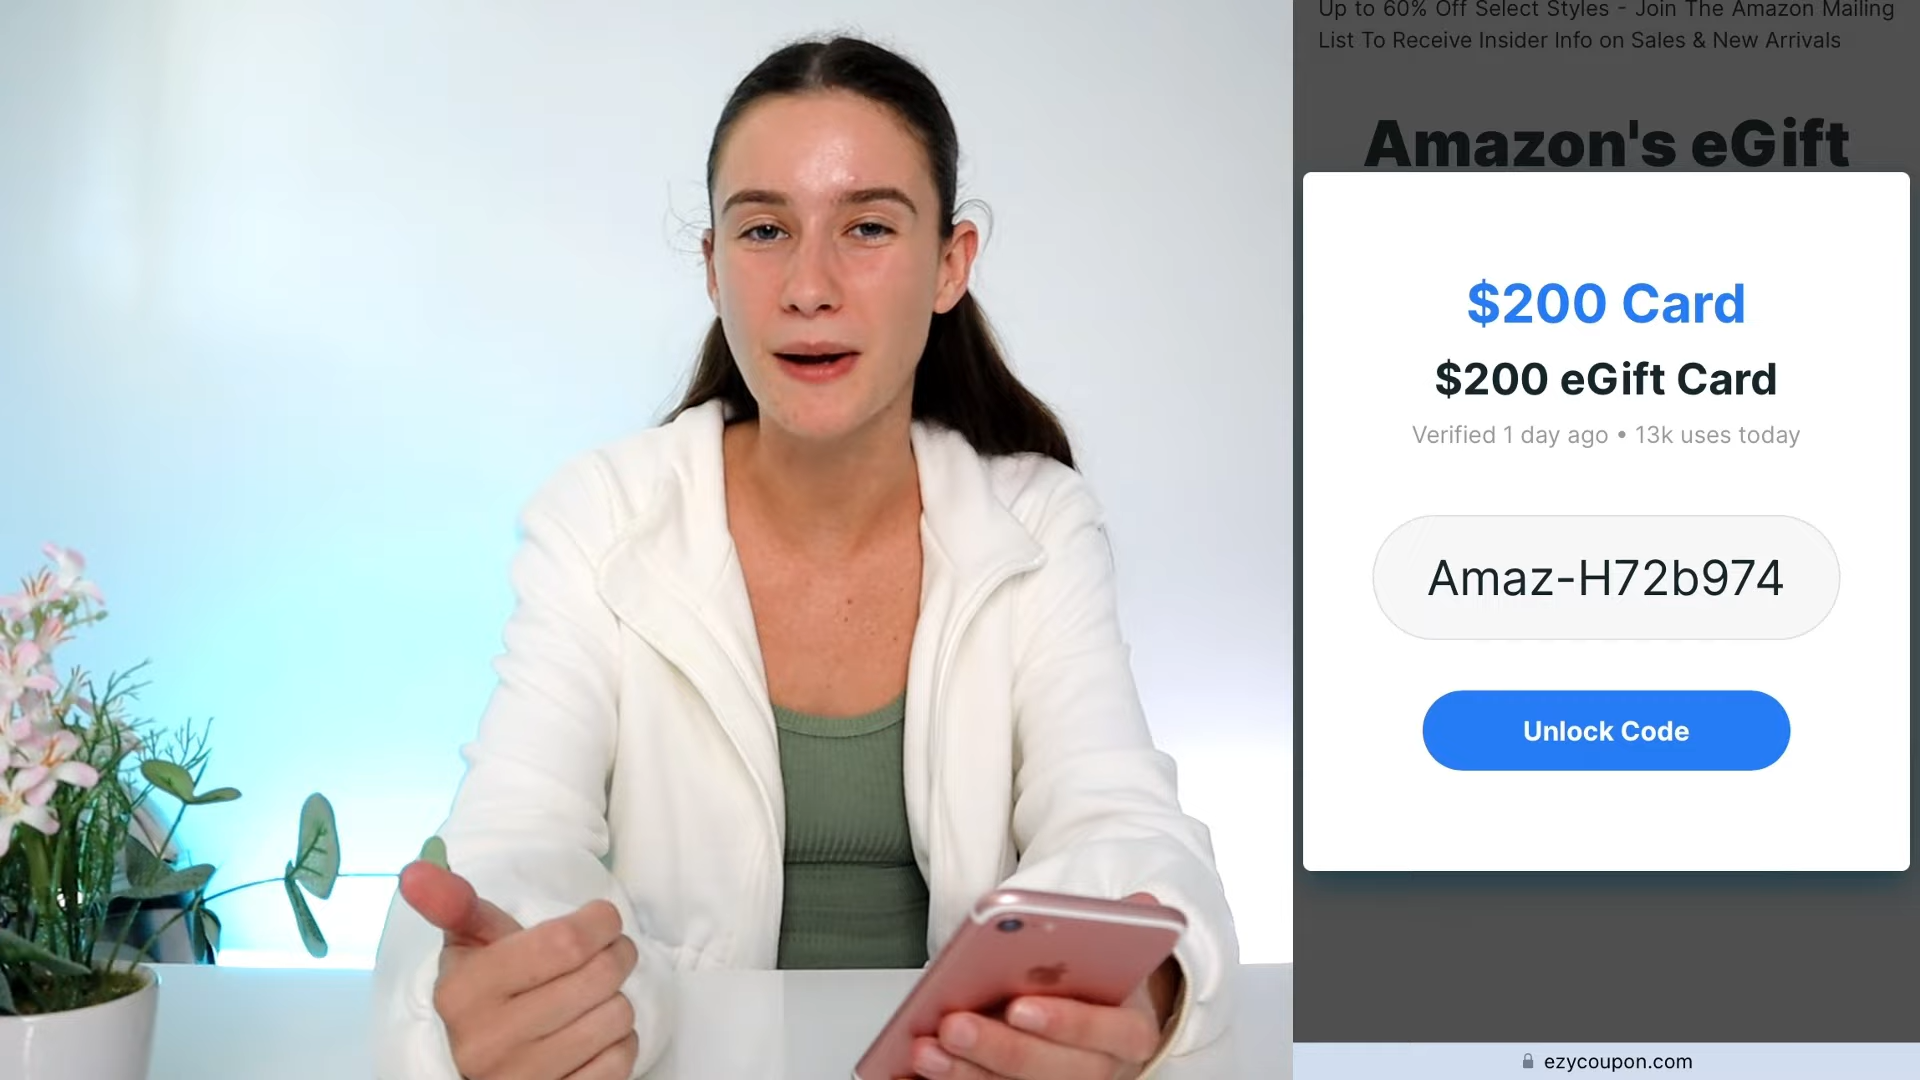 Up to 60% Off Select Styles - Join The Amazon Mailing
List To Receive Insider Info on Sales & New Arrivals
Amazon's eGift
$200 Card
$200 eGift Card
Verified 1 day ago • 13k uses today
Amaz-H72b974
Unlock Code
ezycoupon.com